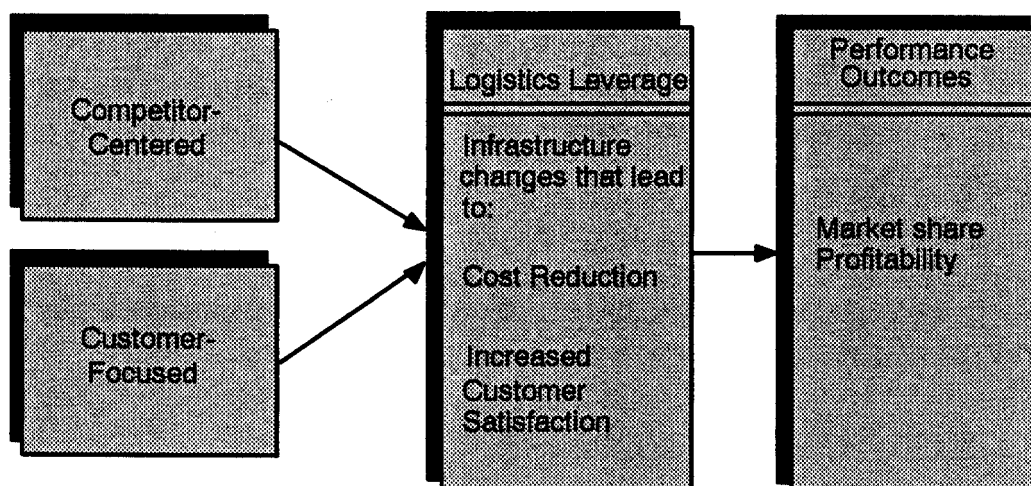 Competitor-
Centered
Customer-
Focused
Logistics Leverage
Infrastructure
changes that lead
to:
Cost Reduction
Increased
Customer
Satisfaction
Performance
Outcomes
Market share
Profitability